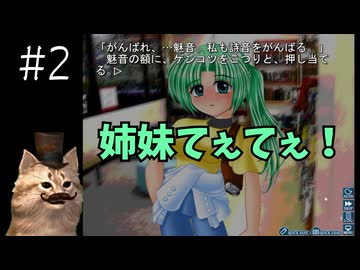 #2
「がんばれ、…魅音。私も詩音をがんばる。」
　魅音の額に、ゲンコツをこつりと、押し当て
る。▷
姉妹てぇてぇ！